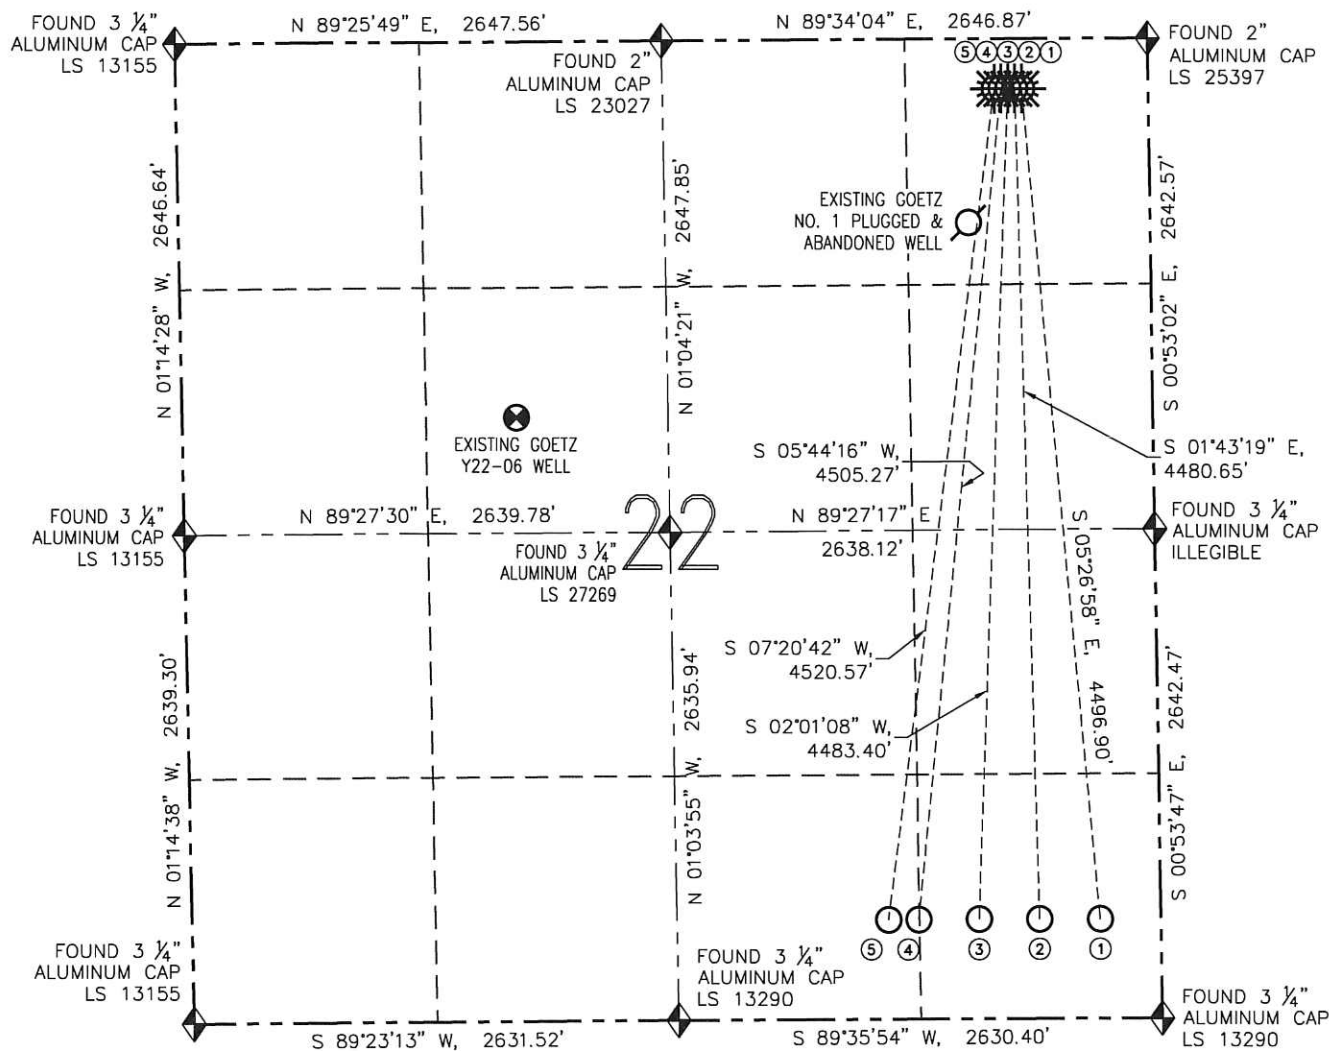 FOUND 3 ¼"
ALUMINUM CAP
LS 13155
N 89°25'49" E, 2647.56'
FOUND 2"
ALUMINUM CAP
LS 23027
N 89°34'04" E, 2646.87'
FOUND 2"
ALUMINUM CAP
LS 25397
⑤ ④ ③ ② ①
N 01°14'28" W, 2646.64'
N 01°04'21" W, 2647.85'
EXISTING GOETZ
NO. 1 PLUGGED &
ABANDONED WELL
S 00°53'02" E, 2642.57'
EXISTING GOETZ
Y22-06 WELL
S 05°44'16" W,
4505.27'
S 01°43'19" E,
4480.65'
FOUND 3 ¼"
ALUMINUM CAP
LS 13155
N 89°27'30" E, 2639.78'
22
FOUND 3 ¼"
ALUMINUM CAP
LS 27269
N 89°27'17" E
2638.12'
FOUND 3 ¼"
ALUMINUM CAP
ILLEGIBLE
S 05°26'58" E, 4496.90'
S 07°20'42" W,
4520.57'
S 02°01'08" W,
4483.40'
N 01°14'38" W, 2639.30'
N 01°03'55" W, 2635.94'
S 00°53'47" E, 2642.47'
⑤ ④ ③ ② ①
FOUND 3 ¼"
ALUMINUM CAP
LS 13155
S 89°23'13" W, 2631.52'
FOUND 3 ¼"
ALUMINUM CAP
LS 13290
S 89°35'54" W, 2630.40'
FOUND 3 ¼"
ALUMINUM CAP
LS 13290